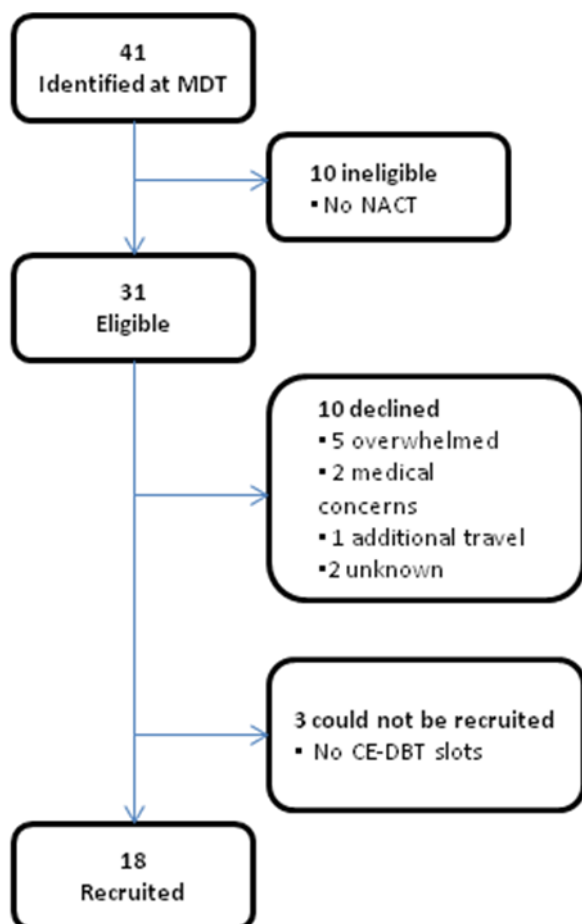 41
Identified at MDT
10 ineligible
▪ No NACT
31
Eligible
10 declined
▪ 5 overwhelmed
▪ 2 medical
concerns
▪ 1 additional travel
▪2 unknown
3 could not be recruited
▪ No CE-DBT slots
18
Recruited